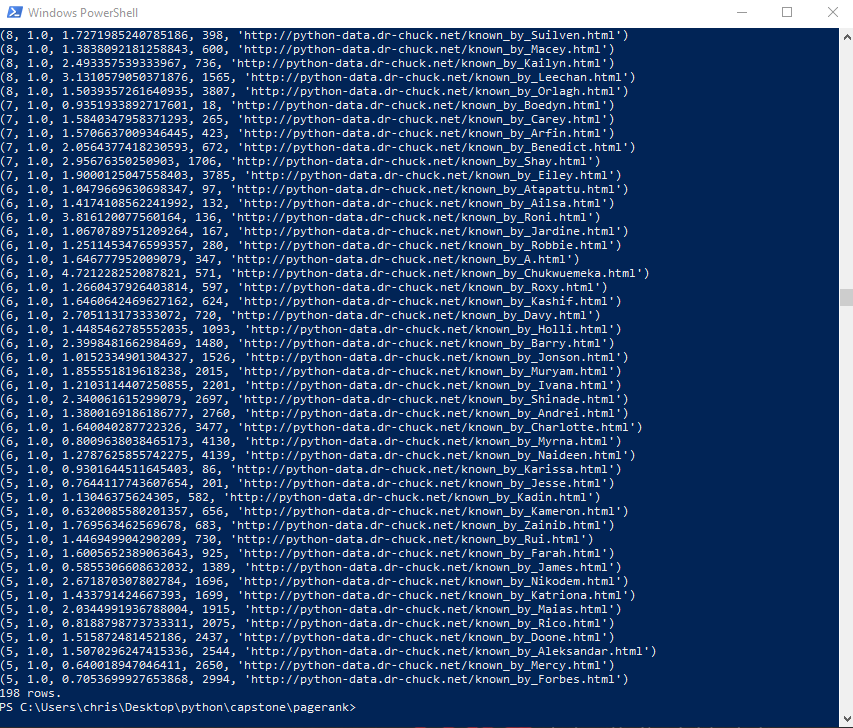 Windows PowerShell
(8, 1.0, 1.7271985240785186, 398, 'http://python-data.dr-chuck.net/known_by_Suilven.html')
(8, 1.0, 1.3838092181258843, 600, 'http://python-data.dr-chuck.net/known_by_Macey.html')
(8, 1.0, 2.493357539333967, 736, 'http://python-data.dr-chuck.net/known_by_Kailyn.html')
(8, 1.0, 3.1310579050371876, 1565, 'http://python-data.dr-chuck.net/known_by_Leechan.html')
(8, 1.0, 1.5039357261640935, 3807, 'http://python-data.dr-chuck.net/known_by_Orlagh.html')
(7, 1.0, 0.9351933892717601, 18, 'http://python-data.dr-chuck.net/known_by_Boedyn.html')
(7, 1.0, 1.5840347958371293, 265, 'http://python-data.dr-chuck.net/known_by_Carey.html')
(7, 1.0, 1.5706637009346445, 423, 'http://python-data.dr-chuck.net/known_by_Arfin.html')
(7, 1.0, 2.0564377418230593, 672, 'http://python-data.dr-chuck.net/known_by_Benedict.html')
(7, 1.0, 2.95676350250903, 1706, 'http://python-data.dr-chuck.net/known_by_Shay.html')
(7, 1.0, 1.9000125047558403, 3785, 'http://python-data.dr-chuck.net/known_by_Eiley.html')
(6, 1.0, 1.0479669630698347, 97, 'http://python-data.dr-chuck.net/known_by_Atapattu.html')
(6, 1.0, 1.4174108562241992, 132, 'http://python-data.dr-chuck.net/known_by_Ailsa.html')
(6, 1.0, 3.816120077560164, 136, 'http://python-data.dr-chuck.net/known_by_Roni.html')
(6, 1.0, 1.0670789751209264, 167, 'http://python-data.dr-chuck.net/known_by_Jardine.html')
(6, 1.0, 1.2511453476599357, 280, 'http://python-data.dr-chuck.net/known_by_Robbie.html')
(6, 1.0, 1.646777952009079, 347, 'http://python-data.dr-chuck.net/known_by_A.html')
(6, 1.0, 4.721228252087821, 571, 'http://python-data.dr-chuck.net/known_by_Chukwuemeka.html')
(6, 1.0, 1.2660437926403814, 597, 'http://python-data.dr-chuck.net/known_by_Roxy.html')
(6, 1.0, 1.6460642469627162, 624, 'http://python-data.dr-chuck.net/known_by_Kashif.html')
(6, 1.0, 2.705113173333072, 720, 'http://python-data.dr-chuck.net/known_by_Davy.html')
(6, 1.0, 1.4485462785552035, 1093, 'http://python-data.dr-chuck.net/known_by_Holli.html')
(6, 1.0, 2.399848166298469, 1480, 'http://python-data.dr-chuck.net/known_by_Barry.html')
(6, 1.0, 1.0152334901304327, 1526, 'http://python-data.dr-chuck.net/known_by_Jonson.html')
(6, 1.0, 1.855551819618238, 2015, 'http://python-data.dr-chuck.net/known_by_Muryam.html')
(6, 1.0, 1.2103114407250855, 2201, 'http://python-data.dr-chuck.net/known_by_Ivana.html')
(6, 1.0, 2.340061615299079, 2697, 'http://python-data.dr-chuck.net/known_by_Shinade.html')
(6, 1.0, 1.3800169186186777, 2760, 'http://python-data.dr-chuck.net/known_by_Andrei.html')
(6, 1.0, 1.640040287722326, 3477, 'http://python-data.dr-chuck.net/known_by_Charlotte.html')
(6, 1.0, 0.8009638038465173, 4130, 'http://python-data.dr-chuck.net/known_by_Myrna.html')
(6, 1.0, 1.2787625855742275, 4139, 'http://python-data.dr-chuck.net/known_by_Naideen.html')
(5, 1.0, 0.9301644511645403, 86, 'http://python-data.dr-chuck.net/known_by_Karissa.html')
(5, 1.0, 0.7644117743607654, 201, 'http://python-data.dr-chuck.net/known_by_Jesse.html')
(5, 1.0, 1.13046375624305, 582, 'http://python-data.dr-chuck.net/known_by_Kadin.html')
(5, 1.0, 0.6320085580201357, 656, 'http://python-data.dr-chuck.net/known_by_Kameron.html')
(5, 1.0, 1.769563462569678, 683, 'http://python-data.dr-chuck.net/known_by_Zainib.html')
(5, 1.0, 1.446949904290209, 730, 'http://python-data.dr-chuck.net/known_by_Rui.html')
(5, 1.0, 1.6005652389063643, 925, 'http://python-data.dr-chuck.net/known_by_Farah.html')
(5, 1.0, 0.5855306608632032, 1389, 'http://python-data.dr-chuck.net/known_by_James.html')
(5, 1.0, 2.671870307802784, 1696, 'http://python-data.dr-chuck.net/known_by_Nikodem.html')
(5, 1.0, 1.433791424667393, 1699, 'http://python-data.dr-chuck.net/known_by_Katriona.html')
(5, 1.0, 2.0344991936788004, 1915, 'http://python-data.dr-chuck.net/known_by_Maias.html')
(5, 1.0, 0.8188798773733311, 2075, 'http://python-data.dr-chuck.net/known_by_Rico.html')
(5, 1.0, 1.515872481452186, 2437, 'http://python-data.dr-chuck.net/known_by_Doone.html')
(5, 1.0, 1.5070296247415336, 2544, 'http://python-data.dr-chuck.net/known_by_Aleksandar.html')
(5, 1.0, 0.640018947046411, 2650, 'http://python-data.dr-chuck.net/known_by_Mercy.html')
(5, 1.0, 0.7053699927653868, 2994, 'http://python-data.dr-chuck.net/known_by_Forbes.html')
198 rows.
PS C:\Users\chris\Desktop\python\capstone\pagerank>